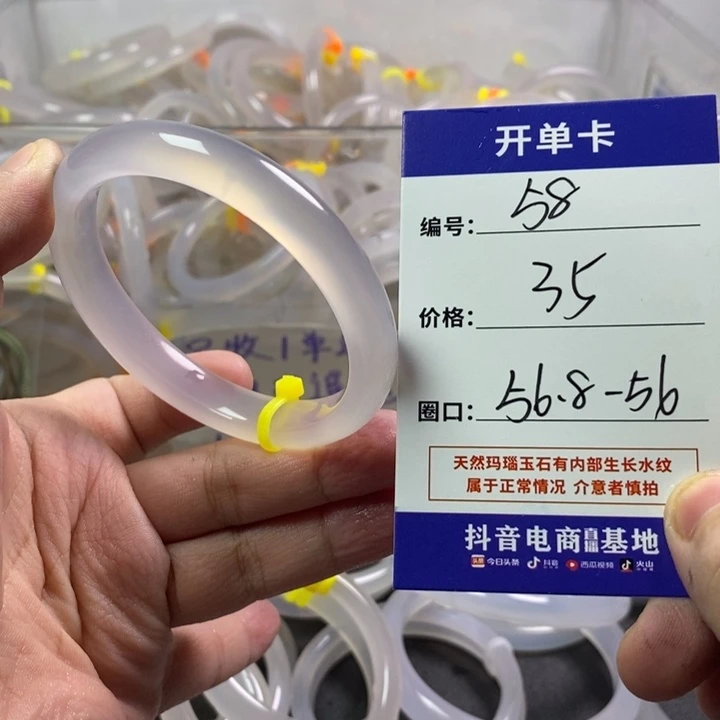 开单卡
编号: 58
价格: 35
圈口: 56.8-56
天然玛瑙玉石有内部生长水纹
属于正常情况 介意者慎拍
抖音电商直播基地
头条 今日头条 抖音 西瓜视频 火山